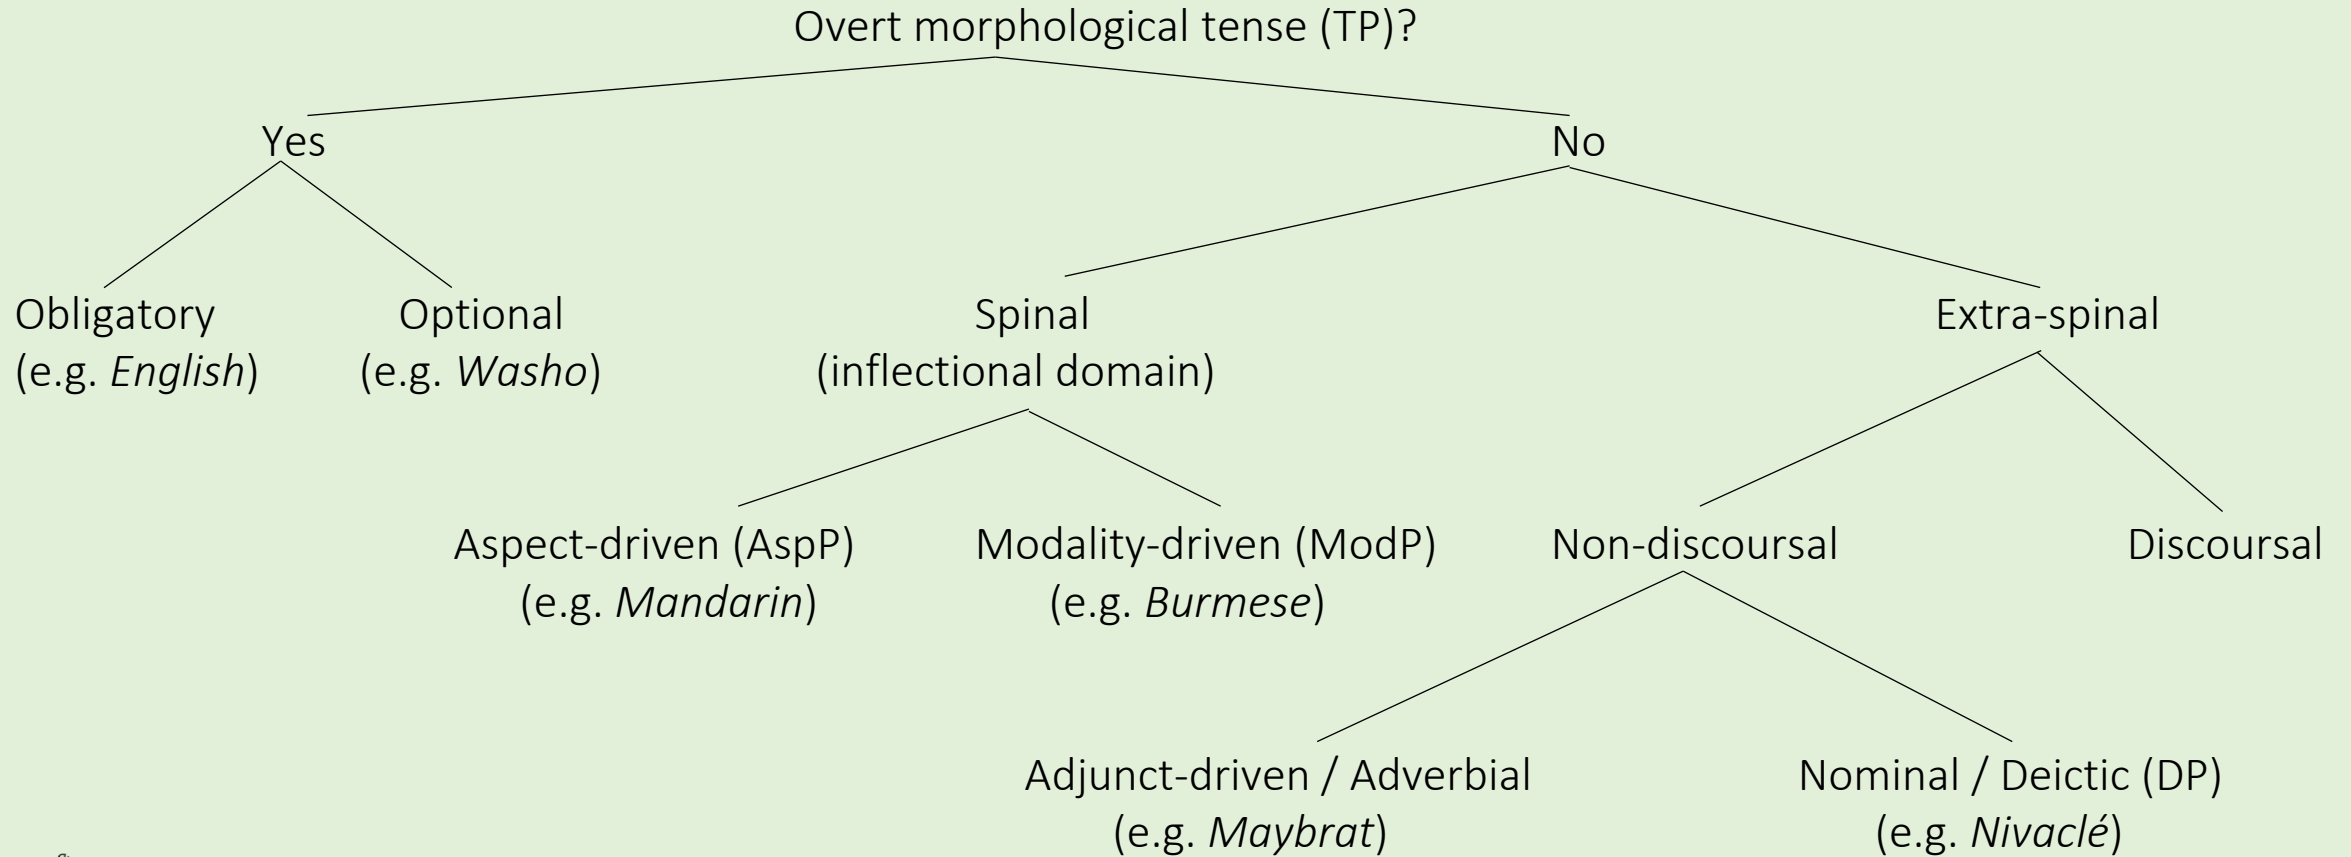 Overt morphological tense (TP)?
Yes
No
Obligatory
(e.g. English)
Optional
(e.g. Washo)
Spinal
(inflectional domain)
Extra-spinal
Aspect-driven (AspP)
(e.g. Mandarin)
Modality-driven (ModP)
(e.g. Burmese)
Non-discoursal
Discoursal
Adjunct-driven / Adverbial
(e.g. Maybrat)
Nominal / Deictic (DP)
(e.g. Nivaclé)